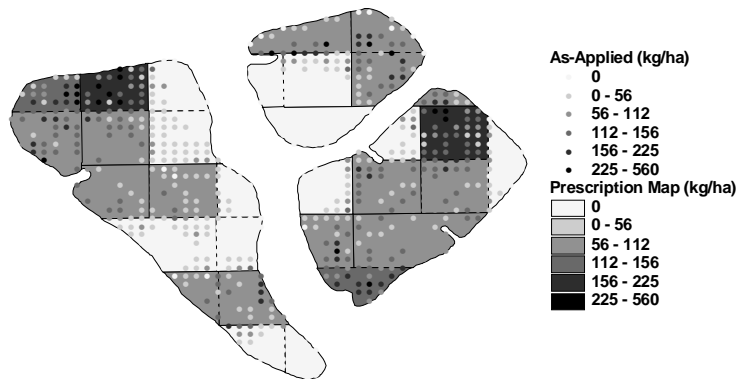 As-Applied (kg/ha)
0
0 - 56
56 - 112
112 - 156
156 - 225
225 - 560
Prescription Map (kg/ha)
0
0 - 56
56 - 112
112 - 156
156 - 225
225 - 560